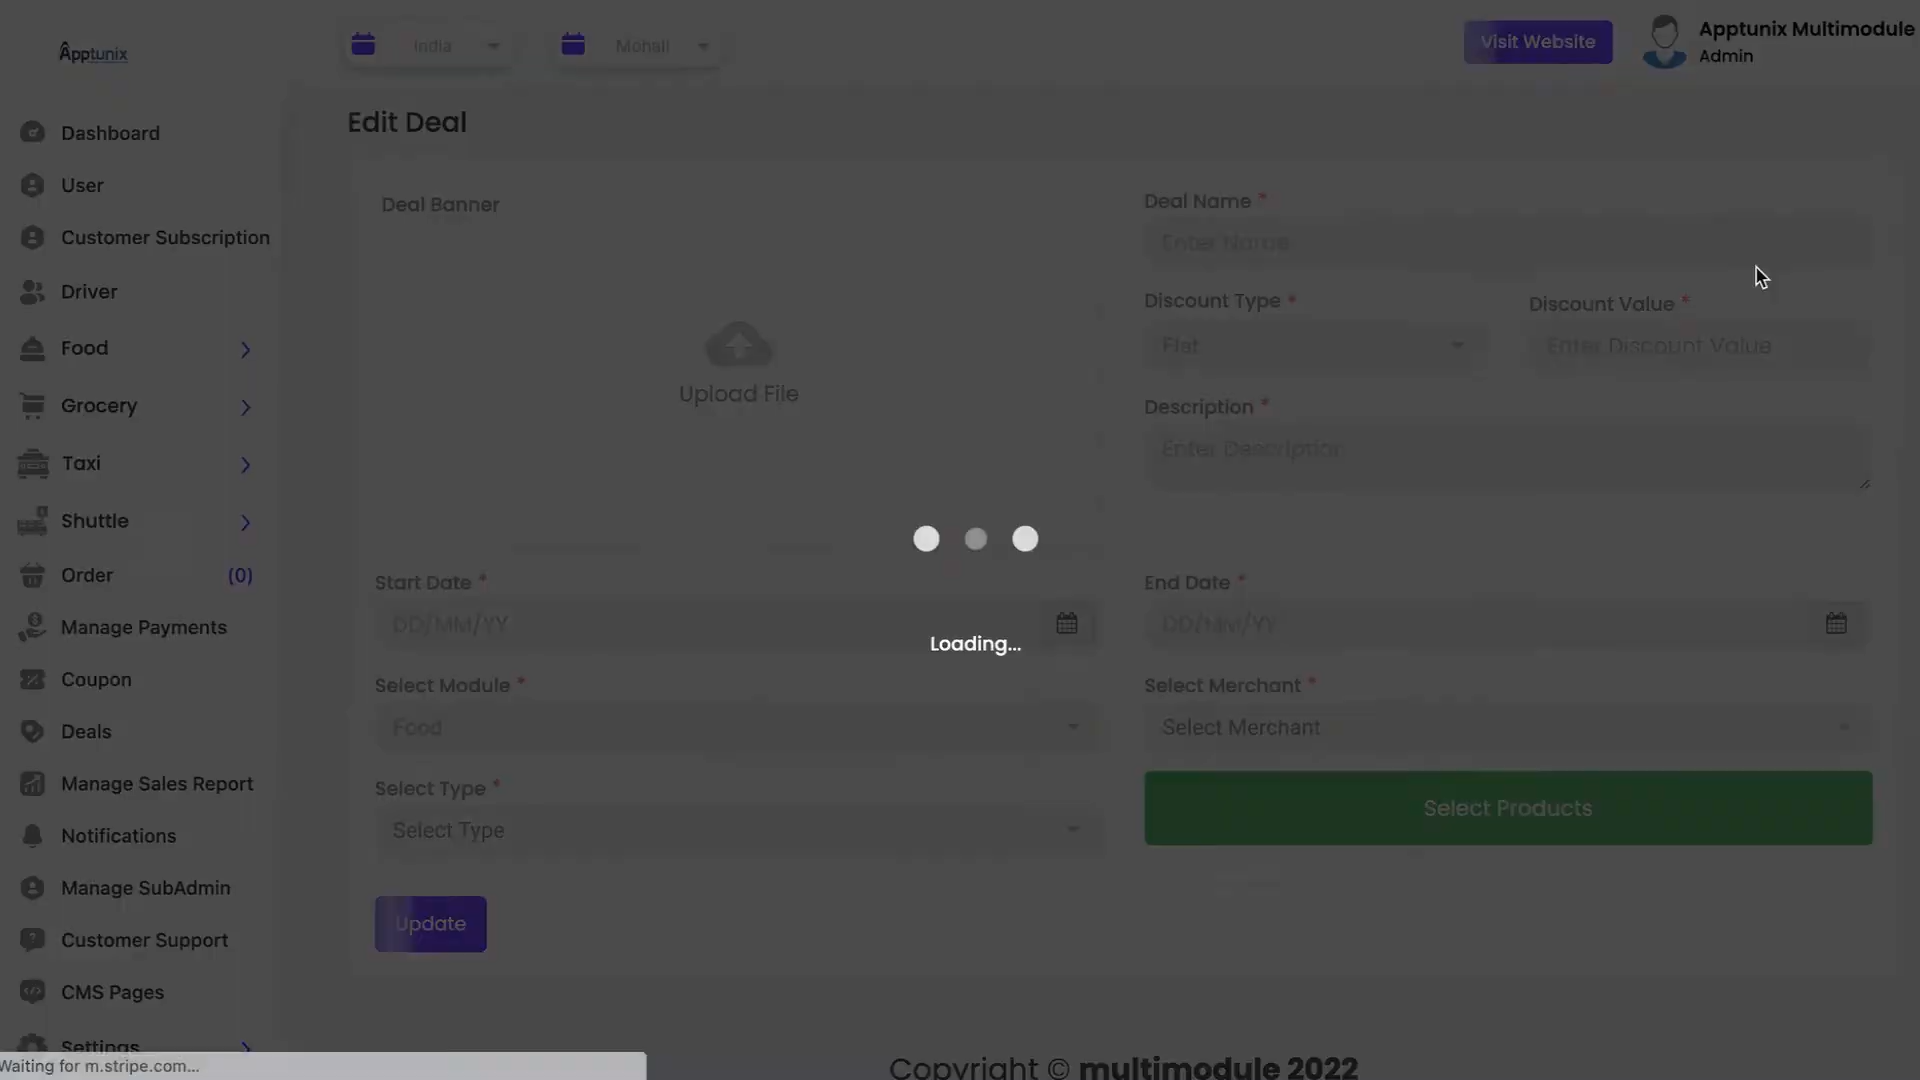 Apptunix
India
Mohali
Visit Website
Apptunix Multimodule
Admin
Dashboard
User
Customer Subscription
Driver
Food
Grocery
Taxi
Shuttle
Order (0)
Manage Payments
Coupon
Deals
Manage Sales Report
Notifications
Manage SubAdmin
Customer Support
CMS Pages
Settings
Edit Deal
Deal Banner
Upload File
Deal Name *
Enter Name
Discount Type *
Flat
Discount Value *
Enter Discount Value
Description *
Enter Description
Start Date *
DD/MM/YY
End Date *
DD/MM/YY
Loading...
Select Module *
Food
Select Merchant *
Select Merchant
Select Type *
Select Type
Select Products
Update
Waiting for m.stripe.com...
Copyright © multimodule 2022